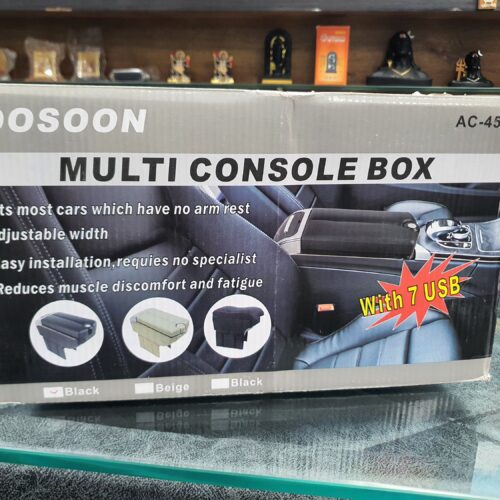 OOSOON
AC-45
MULTI CONSOLE BOX
ts most cars which have no arm rest
djustable width
asy installation,requies no specialist
Reduces muscle discomfort and fatigue
With 7 USB
Black Beige Black